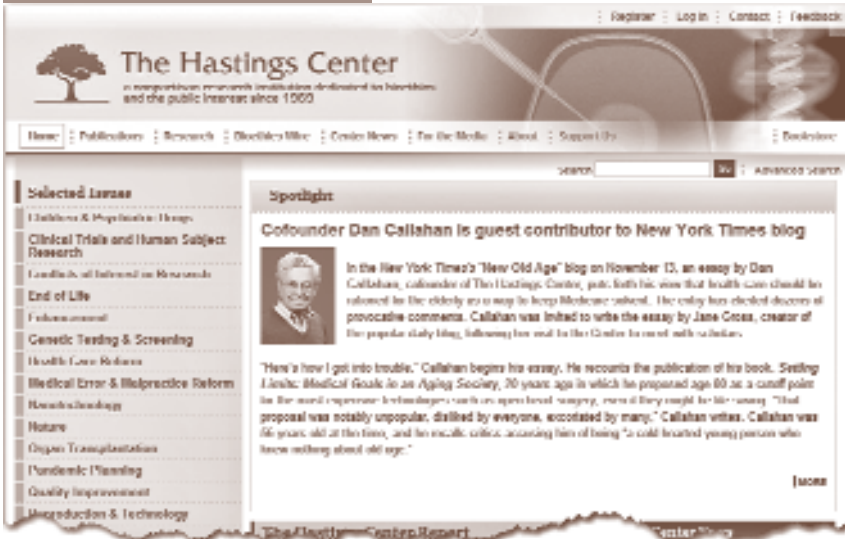 Register Log in Contact Feedback
The Hastings Center
a nonpartisan research institution dedicated to bioethics
and the public interest since 1969
Home Publications Research Bioethics Wire Center News For the Media About Support Us Bookstore
Search Go Advanced Search
Selected Issues
Children & Psychiatric Drugs
Clinical Trials and Human Subject
Research
Conflicts of Interest in Research
End of Life
Enhancement
Genetic Testing & Screening
Health Care Reform
Medical Error & Malpractice Reform
Nanotechnology
Nature
Organ Transplantation
Pandemic Planning
Quality Improvement
Reproduction & Technology
Spotlight
Cofounder Dan Callahan is guest contributor to New York Times blog
In the New York Times's "New Old Age" blog on November 13, an essay by Dan
Callahan, cofounder of The Hastings Center, puts forth his view that health care should be
rationed for the elderly as a way to keep Medicare solvent. The entry has elicited dozens of
provocative comments. Callahan was invited to write the essay by Jane Gross, creator of
the popular daily blog, following her visit to the Center to meet with scholars.
"Here's how I got into trouble." Callahan begins his essay. He recounts the publication of his book, Setting
Limits: Medical Goals in an Aging Society, 20 years ago in which he proposed age 80 as a cutoff point
for the most expensive technologies such as open heart surgery, even if they might be life saving. "That
proposal was notably unpopular, disliked by everyone, excoriated by many." Callahan writes. Callahan was
years old at the time, and he recalls critics accusing him of being "a cold hearted young person who
knew nothing about old age."
MORE
The Hastings Center Report
Center News